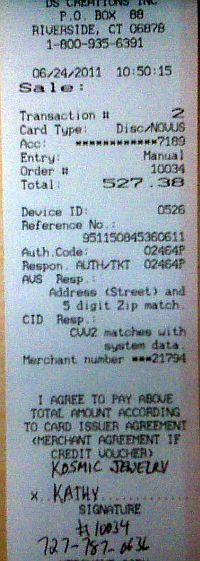 DS CREATIONS INC
P.O. BOX 88
RIVERSIDE, CT 06878
1-800-935-6391
06/24/2011 10:50:15
Sale:
Transaction # 2
Card Type: Disc/NOVUS
Acc: ************7189
Entry: Manual
Order # 10034
Total: 527.38
Device ID: 0526
Reference No.:
951150845360611
Auth.Code: 02464P
Respon. AUTH/TKT 02464P
AVS Resp.:
Address (Street) and
5 digit Zip match.
CID Resp.:
CVV2 matches with
system data.
Merchant number ***21794
I AGREE TO PAY ABOVE
TOTAL AMOUNT ACCORDING
TO CARD ISSUER AGREEMENT
(MERCHANT AGREEMENT IF
CREDIT VOUCHER)
KOSMIC JEWELRY
X..KATHY..............
SIGNATURE
#10034
727-787-0636